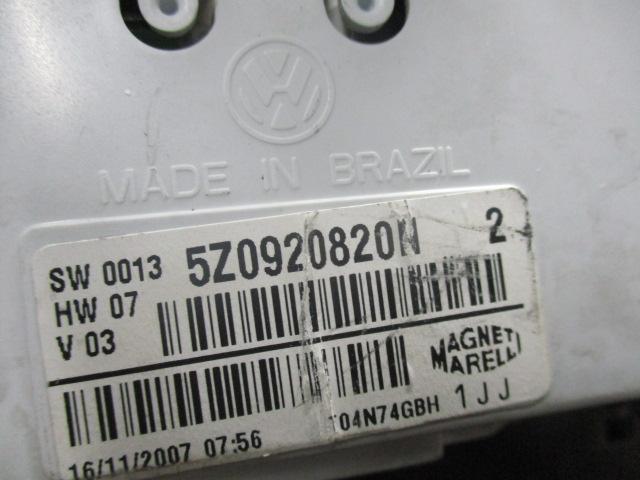 MADE IN BRAZIL
SW 0013 5Z0920820N 2
HW 07
V 03
MAGNETI
MARELLI
T04N74GBH 1JJ
16/11/2007 07:56